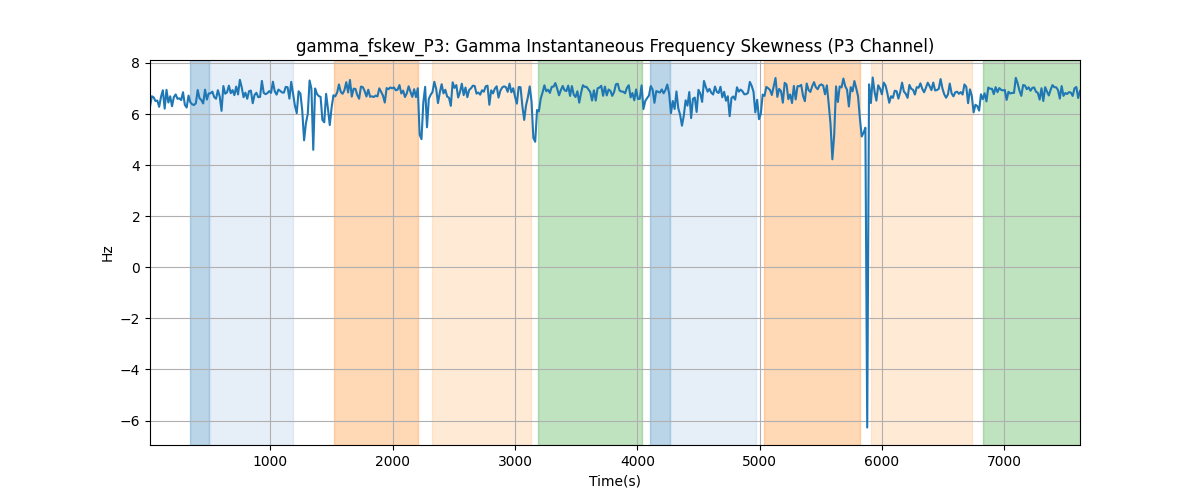 gamma_fskew_P3: Gamma Instantaneous Frequency Skewness (P3 Channel)
8
6
4
2
0
−2
−4
−6
Hz
1000 2000 3000 4000 5000 6000 7000
Time(s)